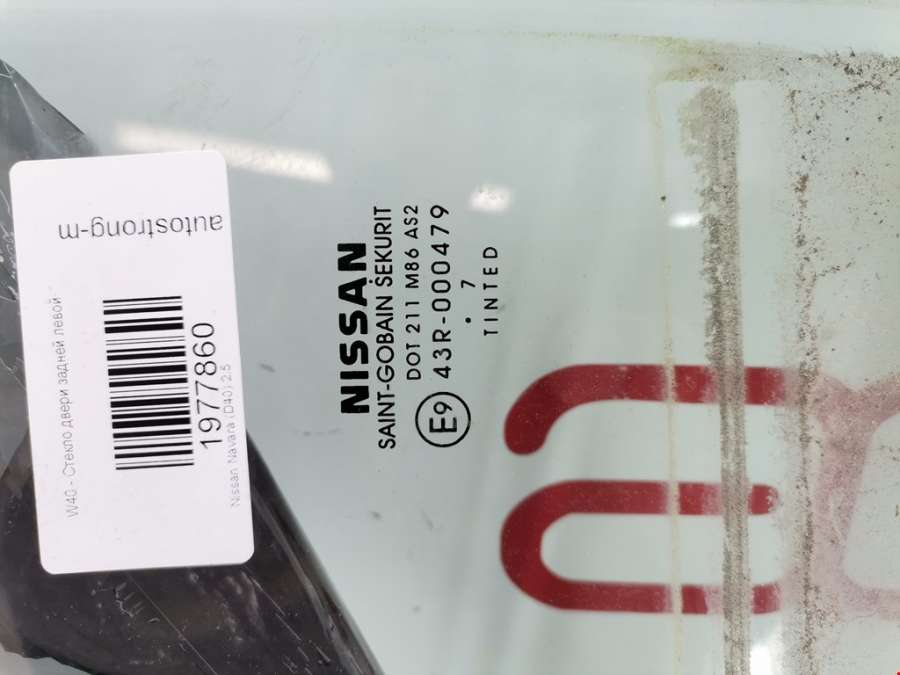 autostrong-m
W40 - Стекло двери задней левой
1977860
Nissan Navara (D40) 2.5
NISSAN
SAINT-GOBAIN SEKURIT
DOT 211 M86 AS2
E9 43R-000479
• 7
TINTED